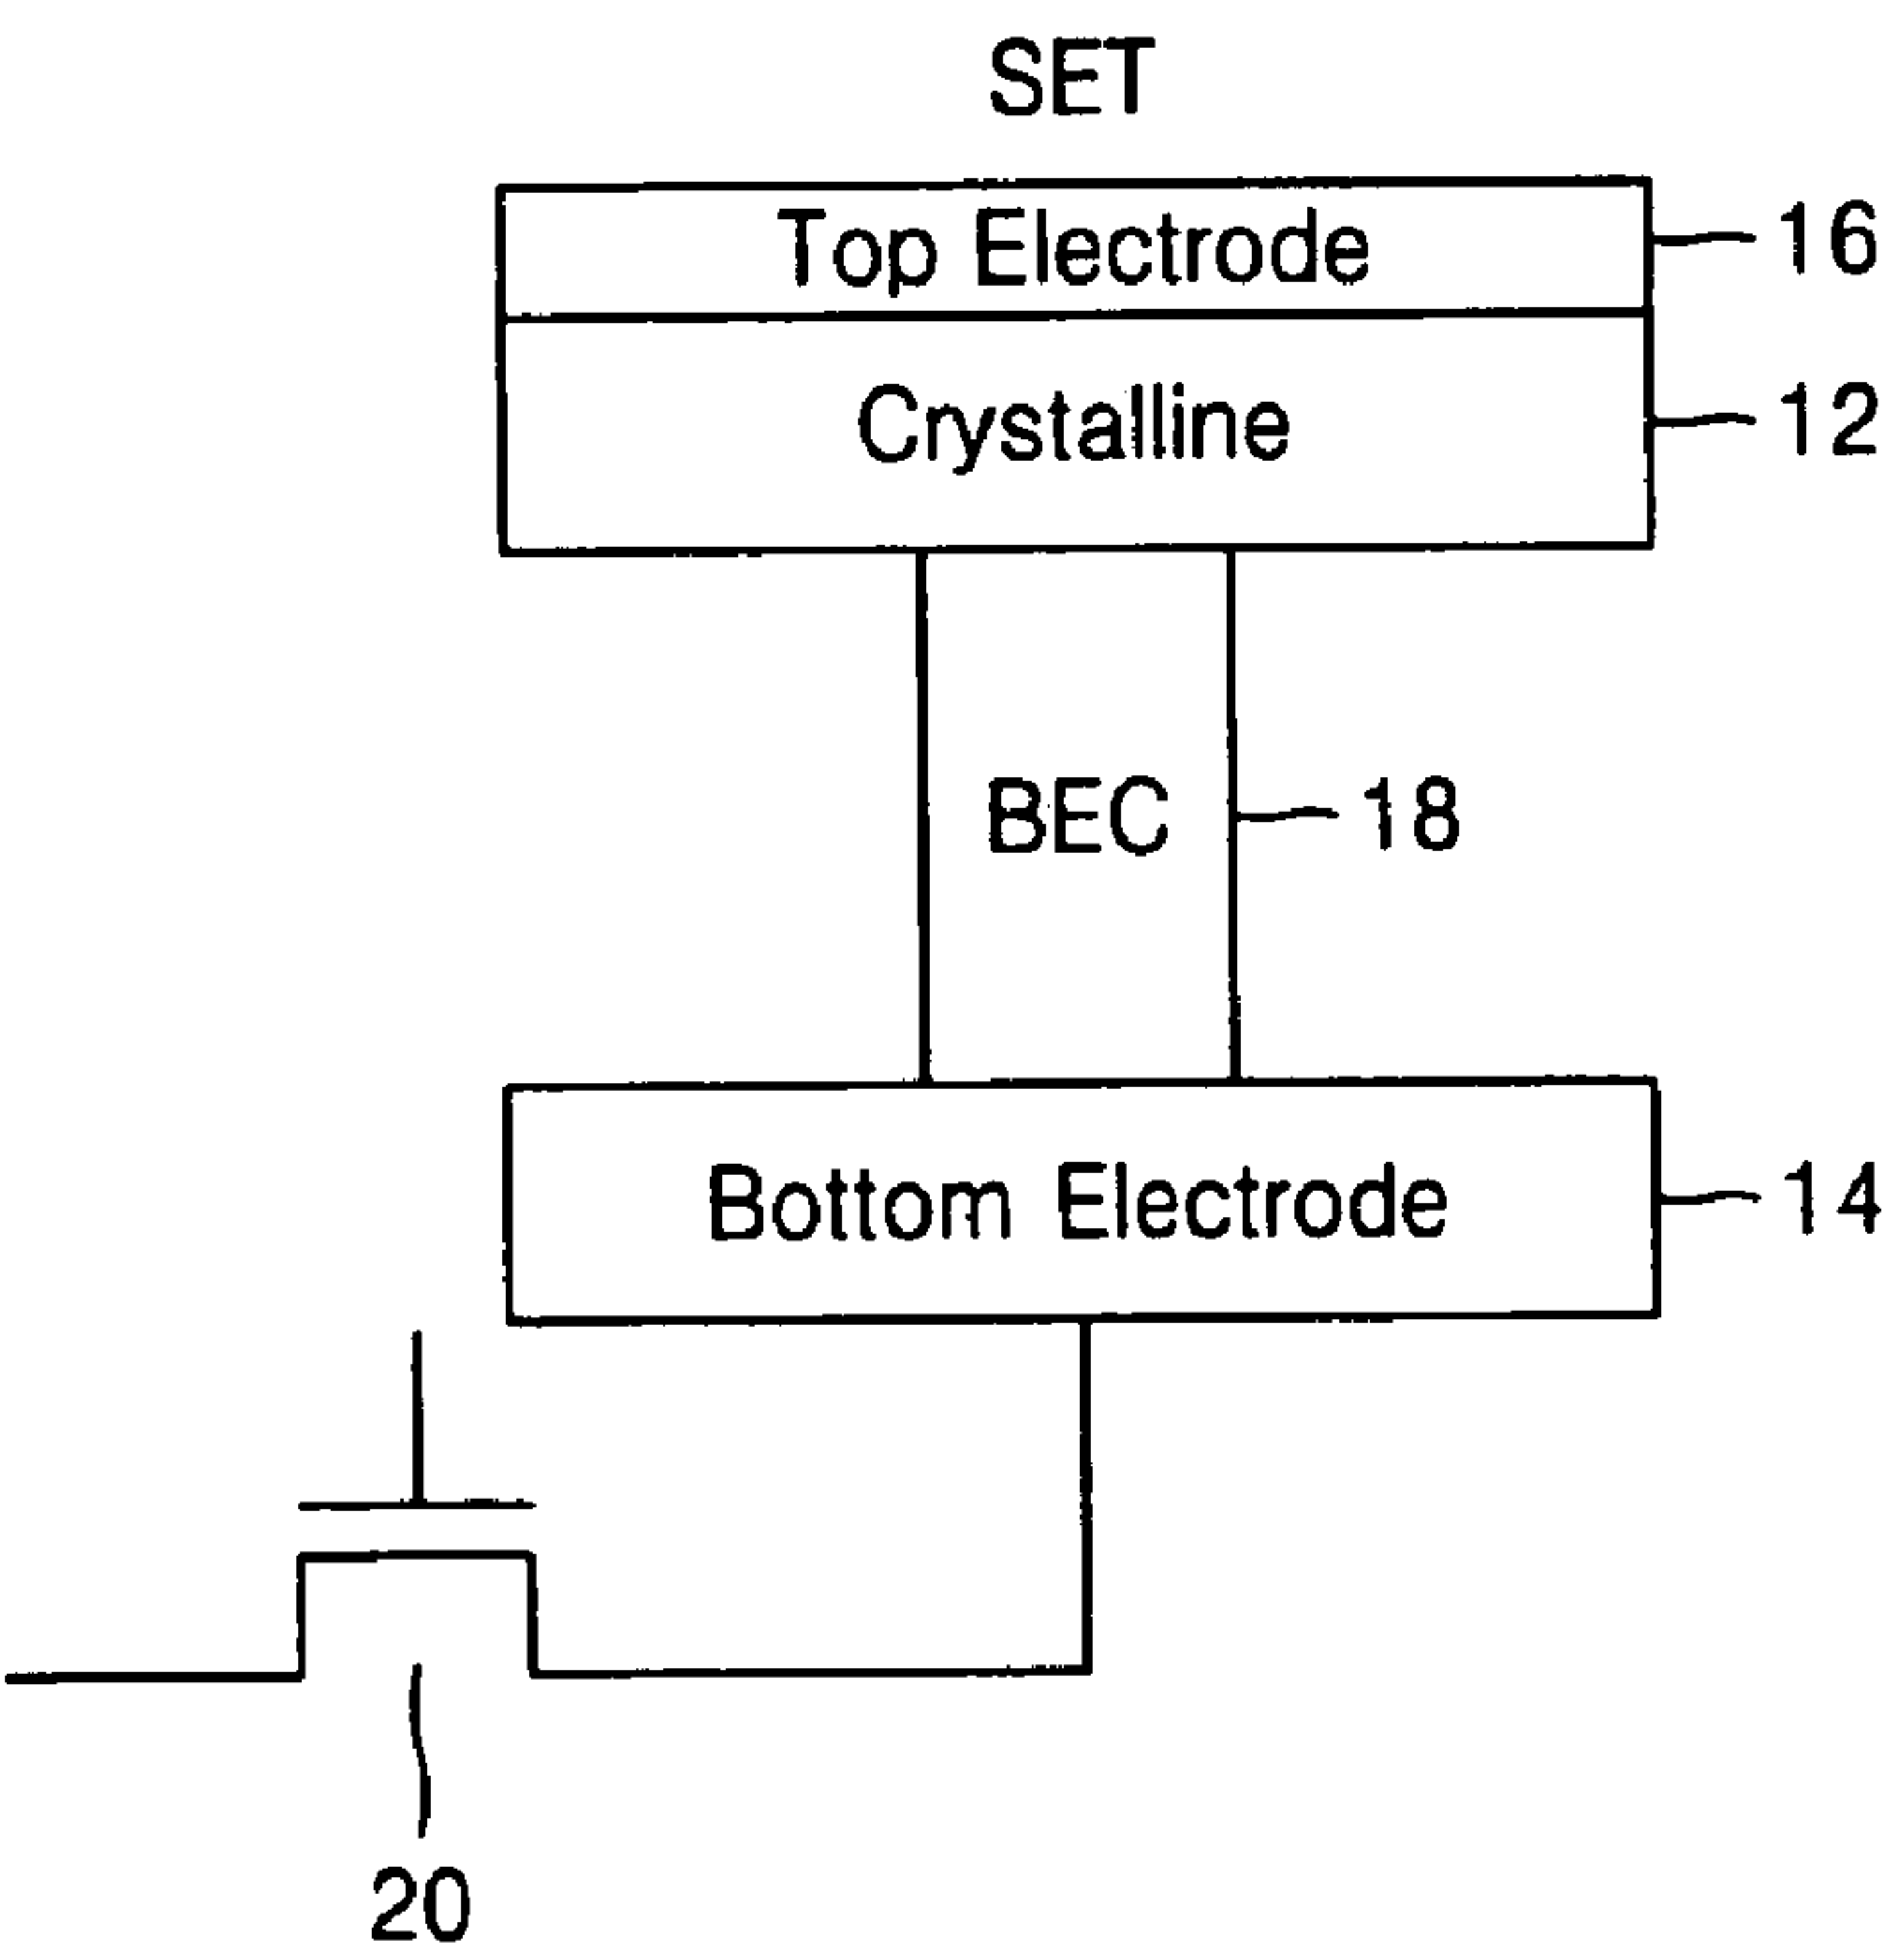 SET
Top Electrode 16
Crystalline 12
BEC 18
Bottom Electrode 14
20